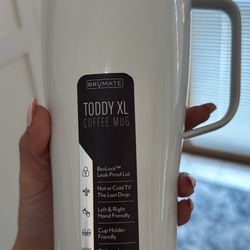 BRÜMATE
TODDY XL
COFFEE MUG
BevLock™
Leak-Proof Lid
Hot or Cold Til'
The Last Drop
Left & Right
Hand Friendly
Cup Holder
Friendly